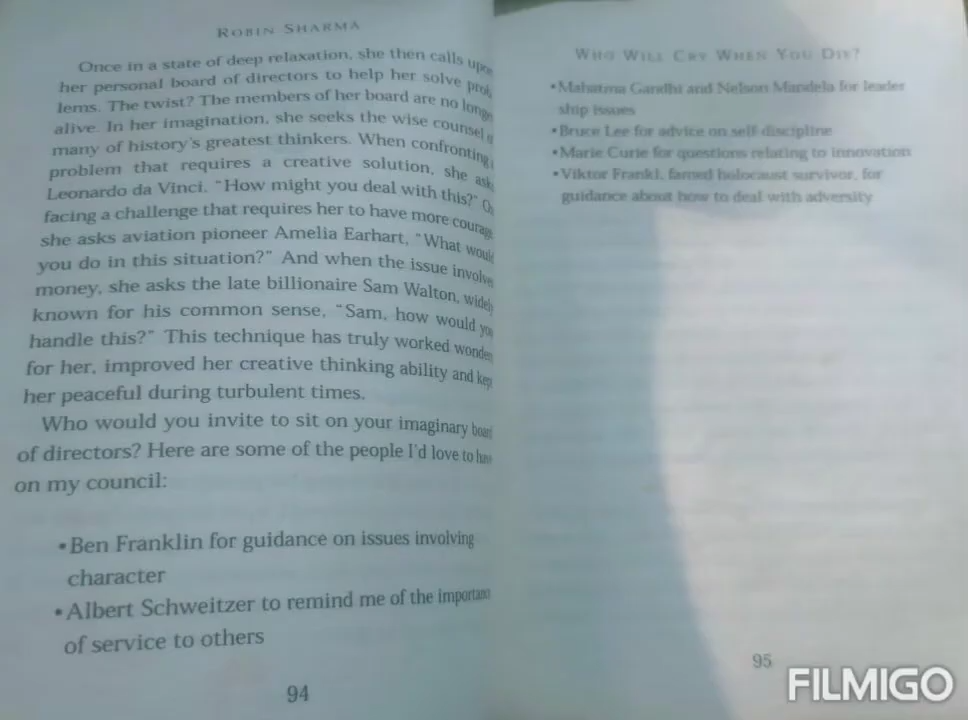 ROBIN SHARMA
Once in a state of deep relaxation, she then calls upon
her personal board of directors to help her solve prob
lems. The twist? The members of her board are no longe
alive. In her imagination, she seeks the wise counsel o
many of history's greatest thinkers. When confronting
problem that requires a creative solution, she asks
Leonardo da Vinci. "How might you deal with this?" On
facing a challenge that requires her to have more courage
she asks aviation pioneer Amelia Earhart, "What would
you do in this situation?" And when the issue involves
money, she asks the late billionaire Sam Walton, widely
known for his common sense, "Sam, how would you
handle this?" This technique has truly worked wonders
for her, improved her creative thinking ability and kep
her peaceful during turbulent times.
Who would you invite to sit on your imaginary board
of directors? Here are some of the people I'd love to have
on my council:
•Ben Franklin for guidance on issues involving
character
•Albert Schweitzer to remind me of the importanc
of service to others
94
WHO WILL CRY WHEN YOU DIE?
•Mahatma Gandhi and Nelson Mandela for leader
ship issues
•Bruce Lee for advice on self-discipline
•Marie Curie for questions relating to innovation
•Viktor Frankl, famed holocaust survivor, for
guidance about how to deal with adversity
95
FILMIGO